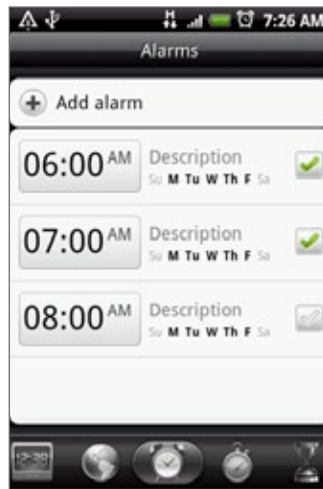 H 7:26 AM
Alarms
Add alarm
06:00 AM Description
Su M Tu W Th F Sa
07:00 AM Description
Su M Tu W Th F Sa
08:00 AM Description
Su M Tu W Th F Sa